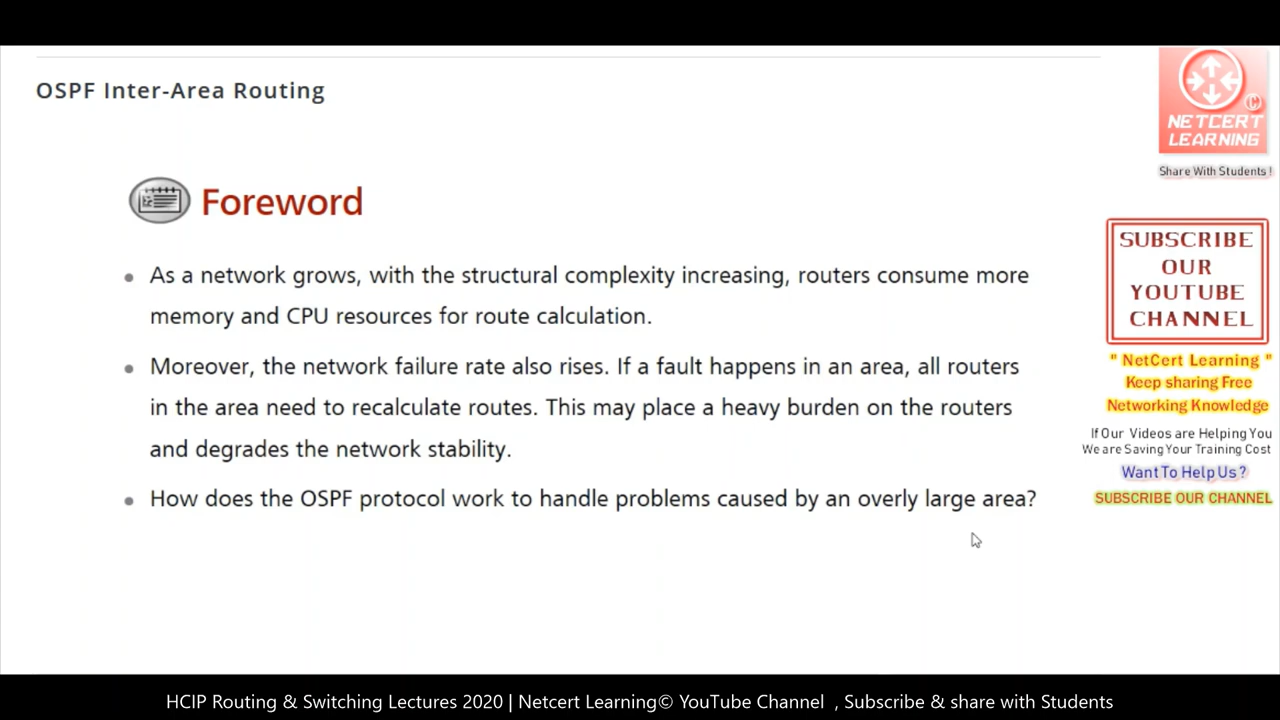 OSPF Inter-Area Routing
Foreword
As a network grows, with the structural complexity increasing, routers consume more
memory and CPU resources for route calculation.
Moreover, the network failure rate also rises. If a fault happens in an area, all routers
in the area need to recalculate routes. This may place a heavy burden on the routers
and degrades the network stability.
How does the OSPF protocol work to handle problems caused by an overly large area?
©
NETCERT
LEARNING
Share With Students !
SUBSCRIBE
OUR
YOUTUBE
CHANNEL
" NetCert Learning "
Keep sharing Free
Networking Knowledge
If Our Videos are Helping You
We are Saving Your Training Cost
Want To Help Us ?
SUBSCRIBE OUR CHANNEL
HCIP Routing & Switching Lectures 2020 | Netcert Learning© YouTube Channel , Subscribe & share with Students